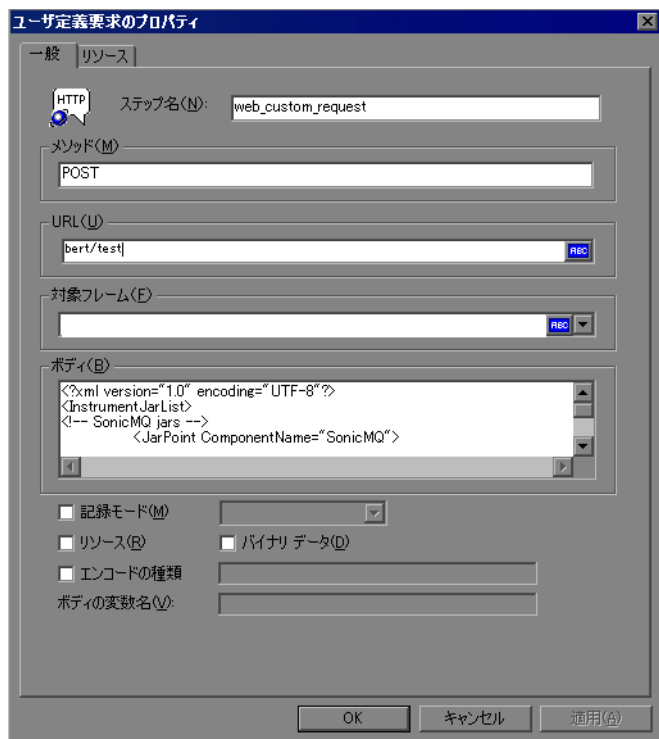 ユーザ定義要求のプロパティ
一般 リソース
HTTP
ステップ名(N): web_custom_request
メソッド(M)
POST
URL(U)
bert/test
ABC
対象フレーム(F)
ABC
ボディ(B)
<?xml version="1.0" encoding="UTF-8"?>
<InstrumentJarList>
<!-- SonicMQ jars -->
<JarPoint ComponentName="SonicMQ">
記録モード(M)
リソース(R) バイナリ データ(D)
エンコードの種類
ボディの変数名(V):
OK キャンセル 適用(A)